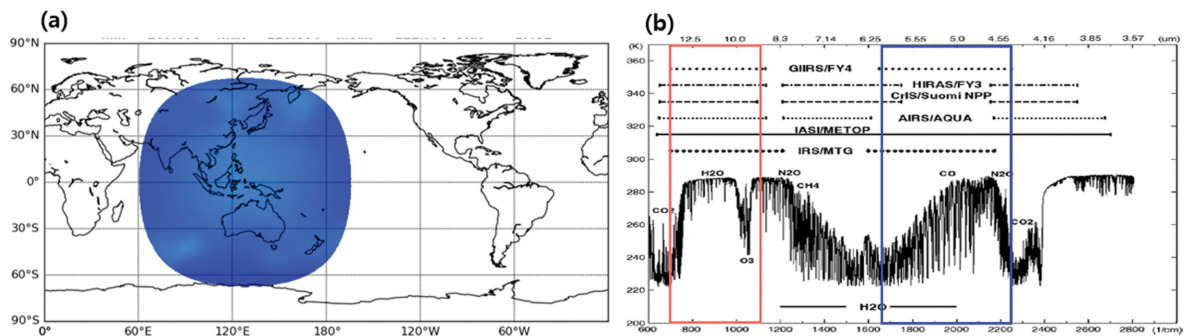 (a)
90°N
60°N
30°N
0°
30°S
60°S
90°S
0° 60°E 120°E 180° 120°W 60°W
(b)
(K) 12.5 10.0 8.3 7.14 6.25 5.55 5.0 4.55 4.16 3.85 3.57 (um)
360
340
320
300
280
260
240
220
200
GIIRS/FY4
HIRAS/FY3
CrIS/Suomi NPP
AIRS/AQUA
IASI/METOP
IRS/MTG
CO2 H2O O3 N2O CH4 CO N2O CO2
H2O
600 800 1000 1200 1400 1600 1800 2000 2200 2400 2600 2800 (1/cm)